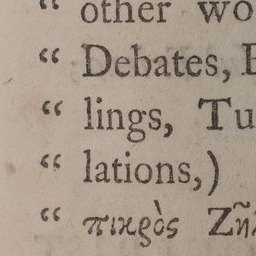 “ other wo
“ Debates, E
“ lings, Tu
“ lations,)
“ πικρὸς Ζῆλ